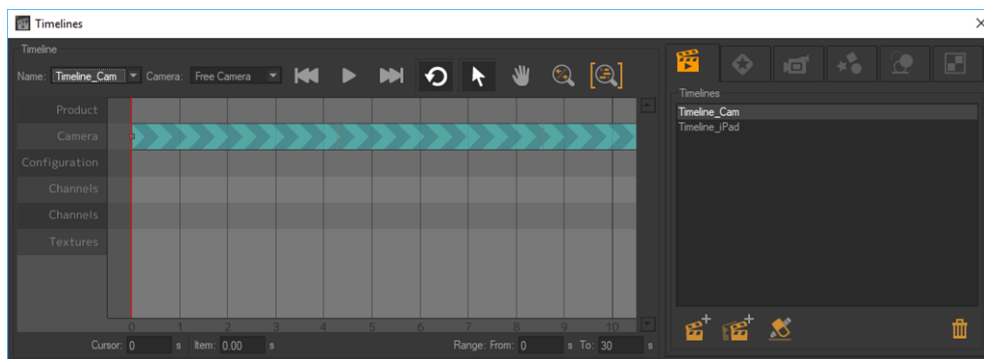 Timelines
Timeline
Name: Timeline_Cam Camera: Free Camera
Product
Camera
Configuration
Channels
Channels
Textures
0 1 2 3 4 5 6 7 8 9 10
Cursor: 0 s Item: 0.00 s Range: From: 0 s To: 30 s
Timelines
Timeline_Cam
Timeline_iPad